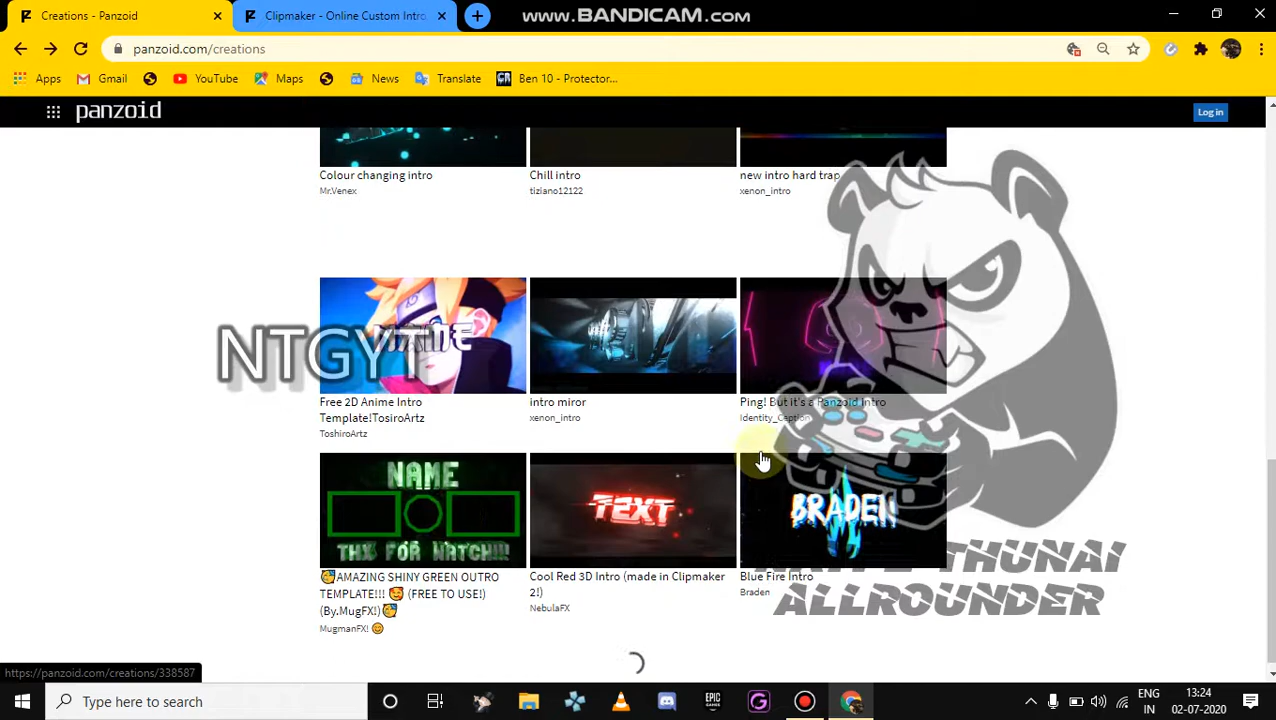 Creations - Panzoid
Clipmaker - Online Custom Intro
www.BANDICAM.com
panzoid.com/creations
Apps
Gmail
YouTube
Maps
News
Translate
Ben 10 - Protector...
panzoid
Log in
Colour changing intro
Mr.Venex
Chill intro
tiziano12122
new intro hard trap
xenon_intro
NTGYT
Free 2D Anime Intro
Template!TosiroArtz
ToshiroArtz
intro miror
xenon_intro
Ping! But it's a Panzoid Intro
Identity_Caption
NAME
THX FOR WATCH!!!
TEXT
BRADEN
THUNAI
ALLROUNDER
🥰AMAZING SHINY GREEN OUTRO
TEMPLATE!!! 🥰 (FREE TO USE!)
(By.MugFX!)🥰
MugmanFX! 😊
Cool Red 3D Intro (made in Clipmaker
2!)
NebulaFX
Blue Fire Intro
Braden
https://panzoid.com/creations/338587
Type here to search
EPIC
GAMES
ENG
IN
13:24
02-07-2020